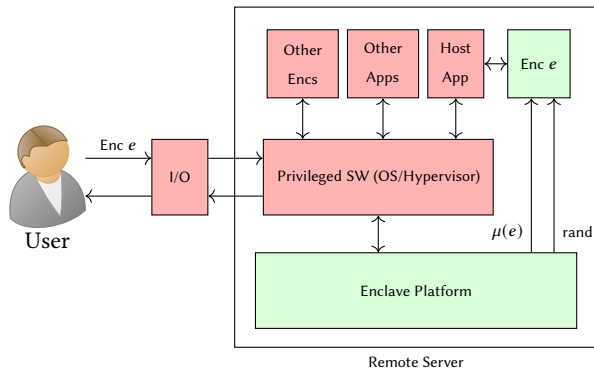 Other
Encs
Other
Apps
Host
App
Enc e
Enc e
I/O
Privileged SW (OS/Hypervisor)
User
μ(e)
rand
Enclave Platform
Remote Server